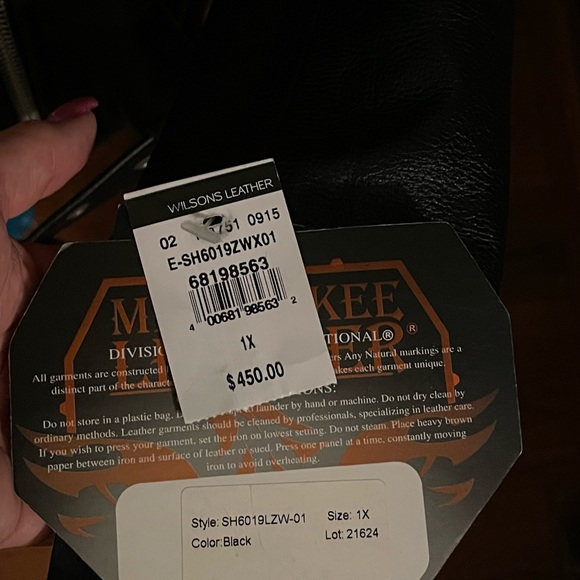 WILSONS LEATHER
02 751 0915
E-SH6019ZWX01
68198563
4 00681 98563 2
1X
$450.00
KEE
®
DIVISIO TIONAL®
All garments are constructed rs Any Natural markings are a
distinct part of the charact akes each garment unique.
ONS:
Do not store in a plastic bag. launder by hand or machine. Do not dry clean by
ordinary methods. Leather garments should be cleaned by professionals, specializing in leather care.
If you wish to press your garment, set the iron on lowest setting. Do not steam. Place heavy brown
paper between iron and surface of leather or sued. Press one panel at a time, constantly moving
iron to avoid overheating.
Style: SH6019LZW-01 Size: 1X
Color:Black Lot: 21624